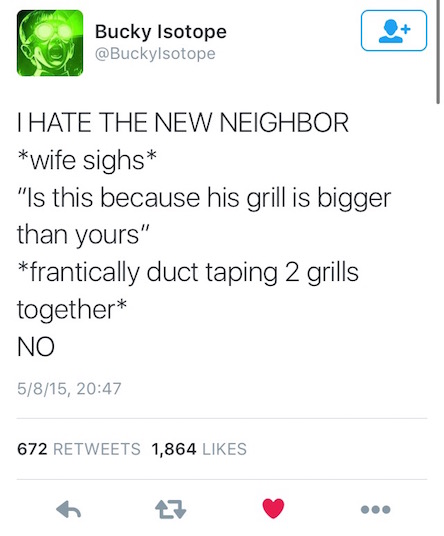 Bucky Isotope
@BuckyIsotope
I HATE THE NEW NEIGHBOR
*wife sighs*
"Is this because his grill is bigger
than yours"
*frantically duct taping 2 grills
together*
NO
5/8/15, 20:47
672 RETWEETS 1,864 LIKES